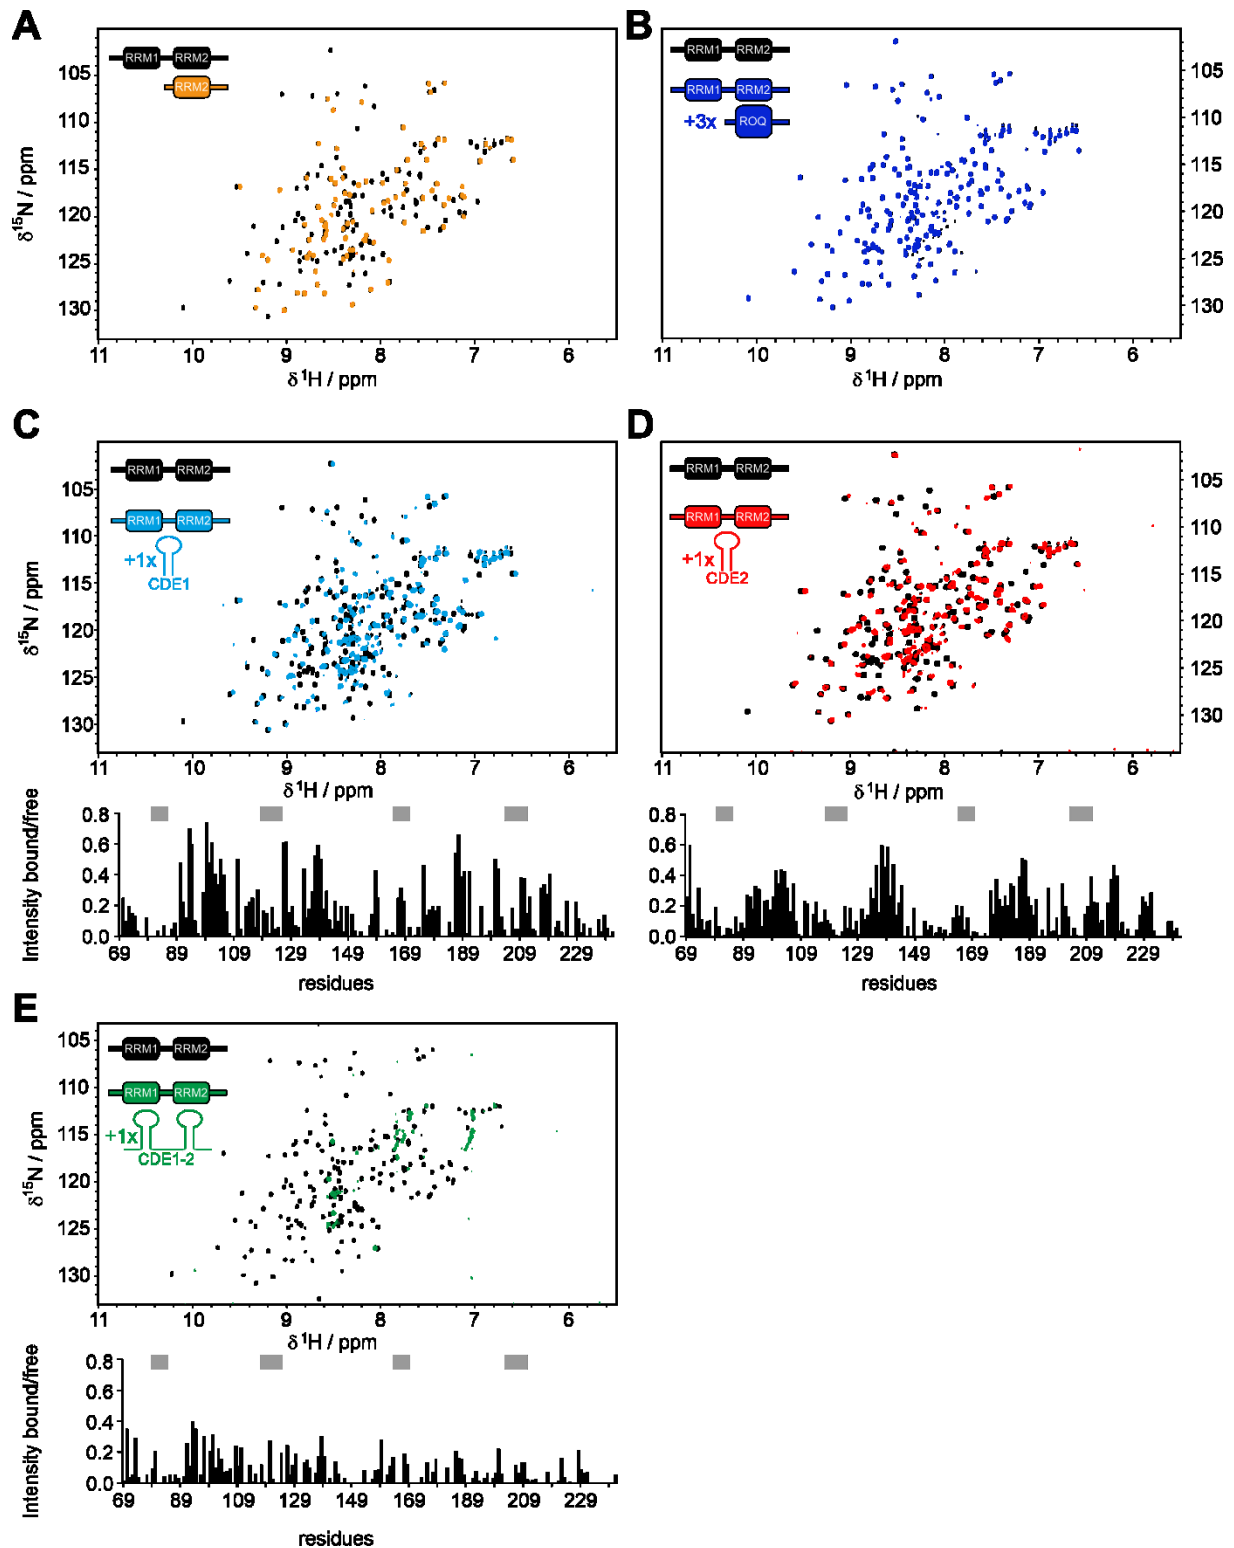 A
RRM1 RRM2
RRM2
105
110
115
120
125
130
δ15N / ppm
11 10 9 8 7 6
δ1H / ppm
B
RRM1 RRM2
RRM1 RRM2
+3x ROQ
105
110
115
120
125
130
11 10 9 8 7 6
δ1H / ppm
C
RRM1 RRM2
RRM1 RRM2
+1x
CDE1
105
110
115
120
125
130
δ15N / ppm
11 10 9 8 7 6
δ1H / ppm
Intensity bound/free
0.8
0.6
0.4
0.2
0.0
69 89 109 129 149 169 189 209 229
residues
D
RRM1 RRM2
RRM1 RRM2
+1x
CDE2
105
110
115
120
125
130
11 10 9 8 7 6
δ1H / ppm
0.8
0.6
0.4
0.2
0.0
69 89 109 129 149 169 189 209 229
residues
E
RRM1 RRM2
RRM1 RRM2
+1x
CDE1-2
105
110
115
120
125
130
δ15N / ppm
11 10 9 8 7 6
δ1H / ppm
Intensity bound/free
0.8
0.6
0.4
0.2
0.0
69 89 109 129 149 169 189 209 229
residues